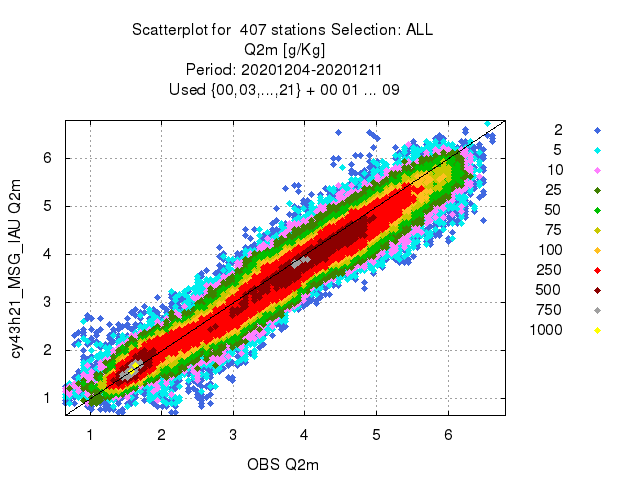 Scatterplot for  407 stations Selection: ALL
Q2m [g/Kg]
Period: 20201204-20201211
Used {00,03,...,21} + 00 01 ... 09
cy43h21_MSG_IAU Q2m
6
5
4
3
2
1
1 2 3 4 5 6
OBS Q2m
2
5
10
25
50
75
100
250
500
750
1000